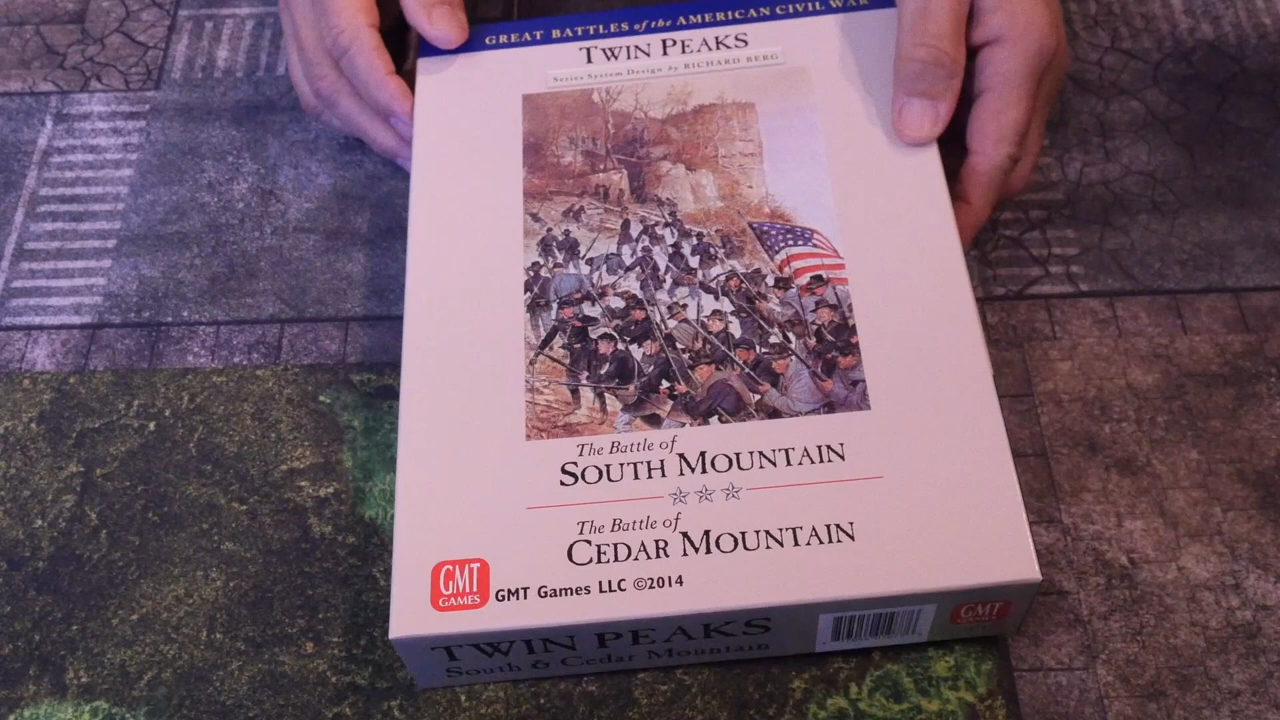 GREAT BATTLES of the AMERICAN CIVIL WAR
TWIN PEAKS
Series System Design by RICHARD BERG
The Battle of
SOUTH MOUNTAIN
The Battle of
CEDAR MOUNTAIN
GMT
GAMES
GMT Games LLC ©2014
TWIN PEAKS
South & Cedar Mountain
GMT
GAMES